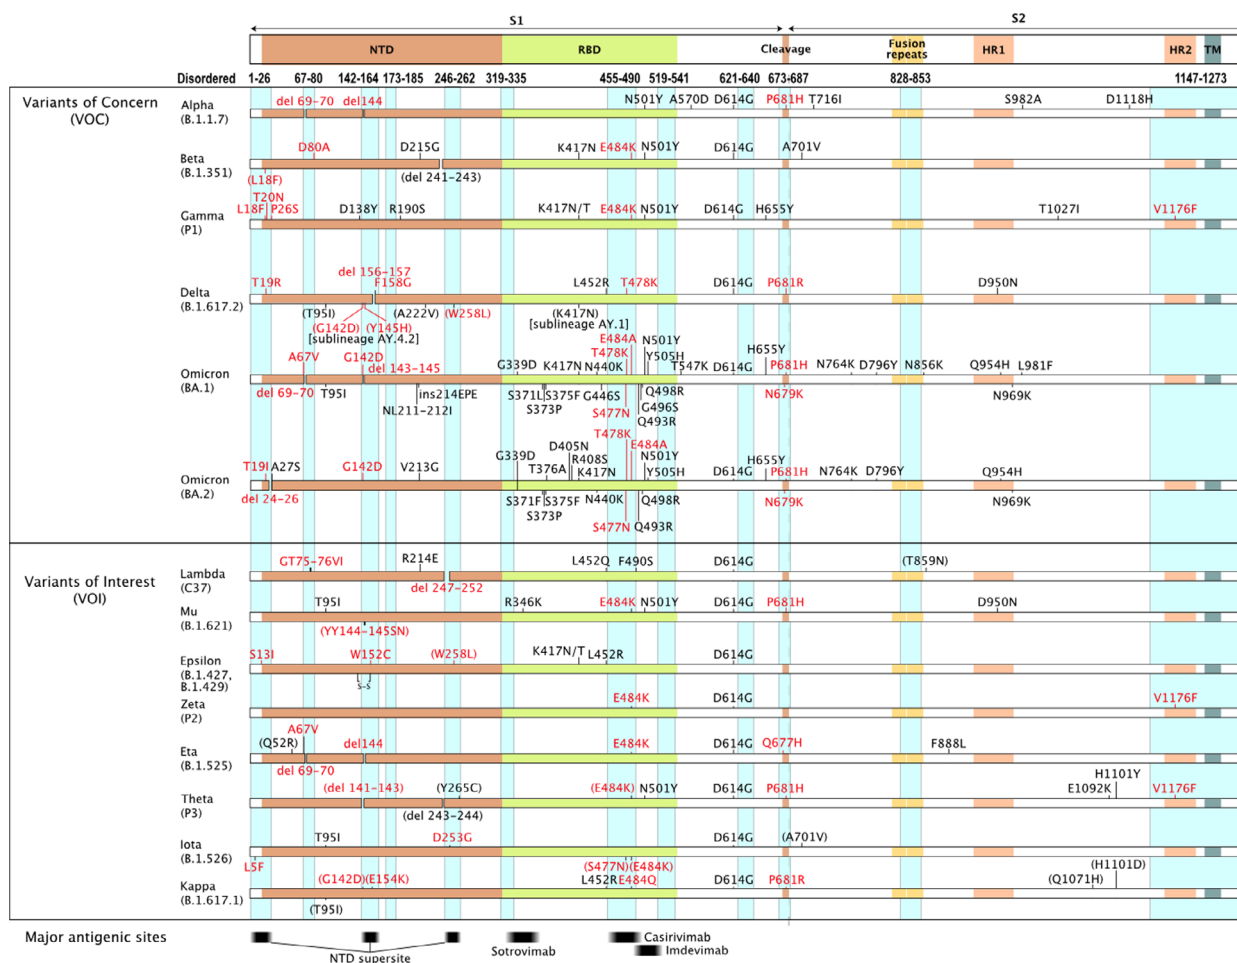 S1 S2
NTD RBD Cleavage Fusion repeats HR1 HR2 TM
Disordered 1-26 67-80 142-164 173-185 246-262 319-335 455-490 519-541 621-640 673-687 828-853 1147-1273
Variants of Concern
(VOC)
Alpha
(B.1.1.7)
del 69-70 del144 N501Y A570D D614G P681H T716I S982A D1118H
Beta
(B.1.351)
D80A D215G K417N E484K N501Y D614G A701V
(L18F) (del 241-243)
Gamma
(P1)
T20N
L18F P26S D138Y R190S K417N/T E484K N501Y D614G H655Y T1027I V1176F
Delta
(B.1.617.2)
del 156-157
T19R F158G L452R T478K D614G P681R D950N
(T95I) (A222V) (W258L) (K417N)
(G142D) (Y145H) [sublineage AY.1]
[sublineage AY.4.2]
Omicron
(BA.1)
E484A N501Y
A67V G142D T478K Y505H H655Y
del 143-145 G339D K417N N440K T547K D614G P681H N764K D796Y N856K Q954H L981F
del 69-70 T95I ins214EPE S371L S375F G446S Q498R N679K N969K
NL211-212I S373P S477N G496S
Q493R
Omicron
(BA.2)
T478K
D405N E484A
G339D R408S N501Y H655Y
T19I A27S G142D V213G T376A K417N Y505H D614G P681H N764K D796Y Q954H
del 24-26 S371F S375F N440K Q498R N679K N969K
S373P S477N Q493R
Variants of Interest
(VOI)
Lambda
(C37)
GT75-76VI R214E L452Q F490S D614G (T859N)
del 247-252
Mu
(B.1.621)
T95I R346K E484K N501Y D614G P681H D950N
(YY144-145SN)
Epsilon
(B.1.427,
B.1.429)
S13I W152C (W258L) K417N/T L452R D614G
S-S
Zeta
(P2)
E484K D614G V1176F
Eta
(B.1.525)
A67V
(Q52R) del144 E484K D614G Q677H F888L
del 69-70
Theta
(P3)
H1101Y
(del 141-143) (Y265C) (E484K) N501Y D614G P681H E1092K V1176F
(del 243-244)
Iota
(B.1.526)
T95I D253G D614G (A701V)
L5F (S477N)(E484K)
Kappa
(B.1.617.1)
(H1101D)
(G142D)(E154K) L452R E484Q D614G P681R (Q1071H)
(T95I)
Major antigenic sites
NTD supersite Sotrovimab Casirivimab
Imdevimab